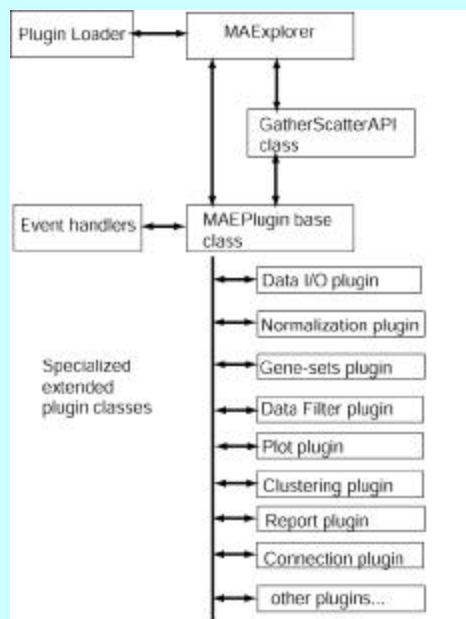 Plugin Loader
MAExplorer
GatherScatterAPI
class
Event handlers
MAEPlugin base
class
Data I/O plugin
Normalization plugin
Gene-sets plugin
Specialized
extended
plugin classes
Data Filter plugin
Plot plugin
Clustering plugin
Report plugin
Connection plugin
other plugins...